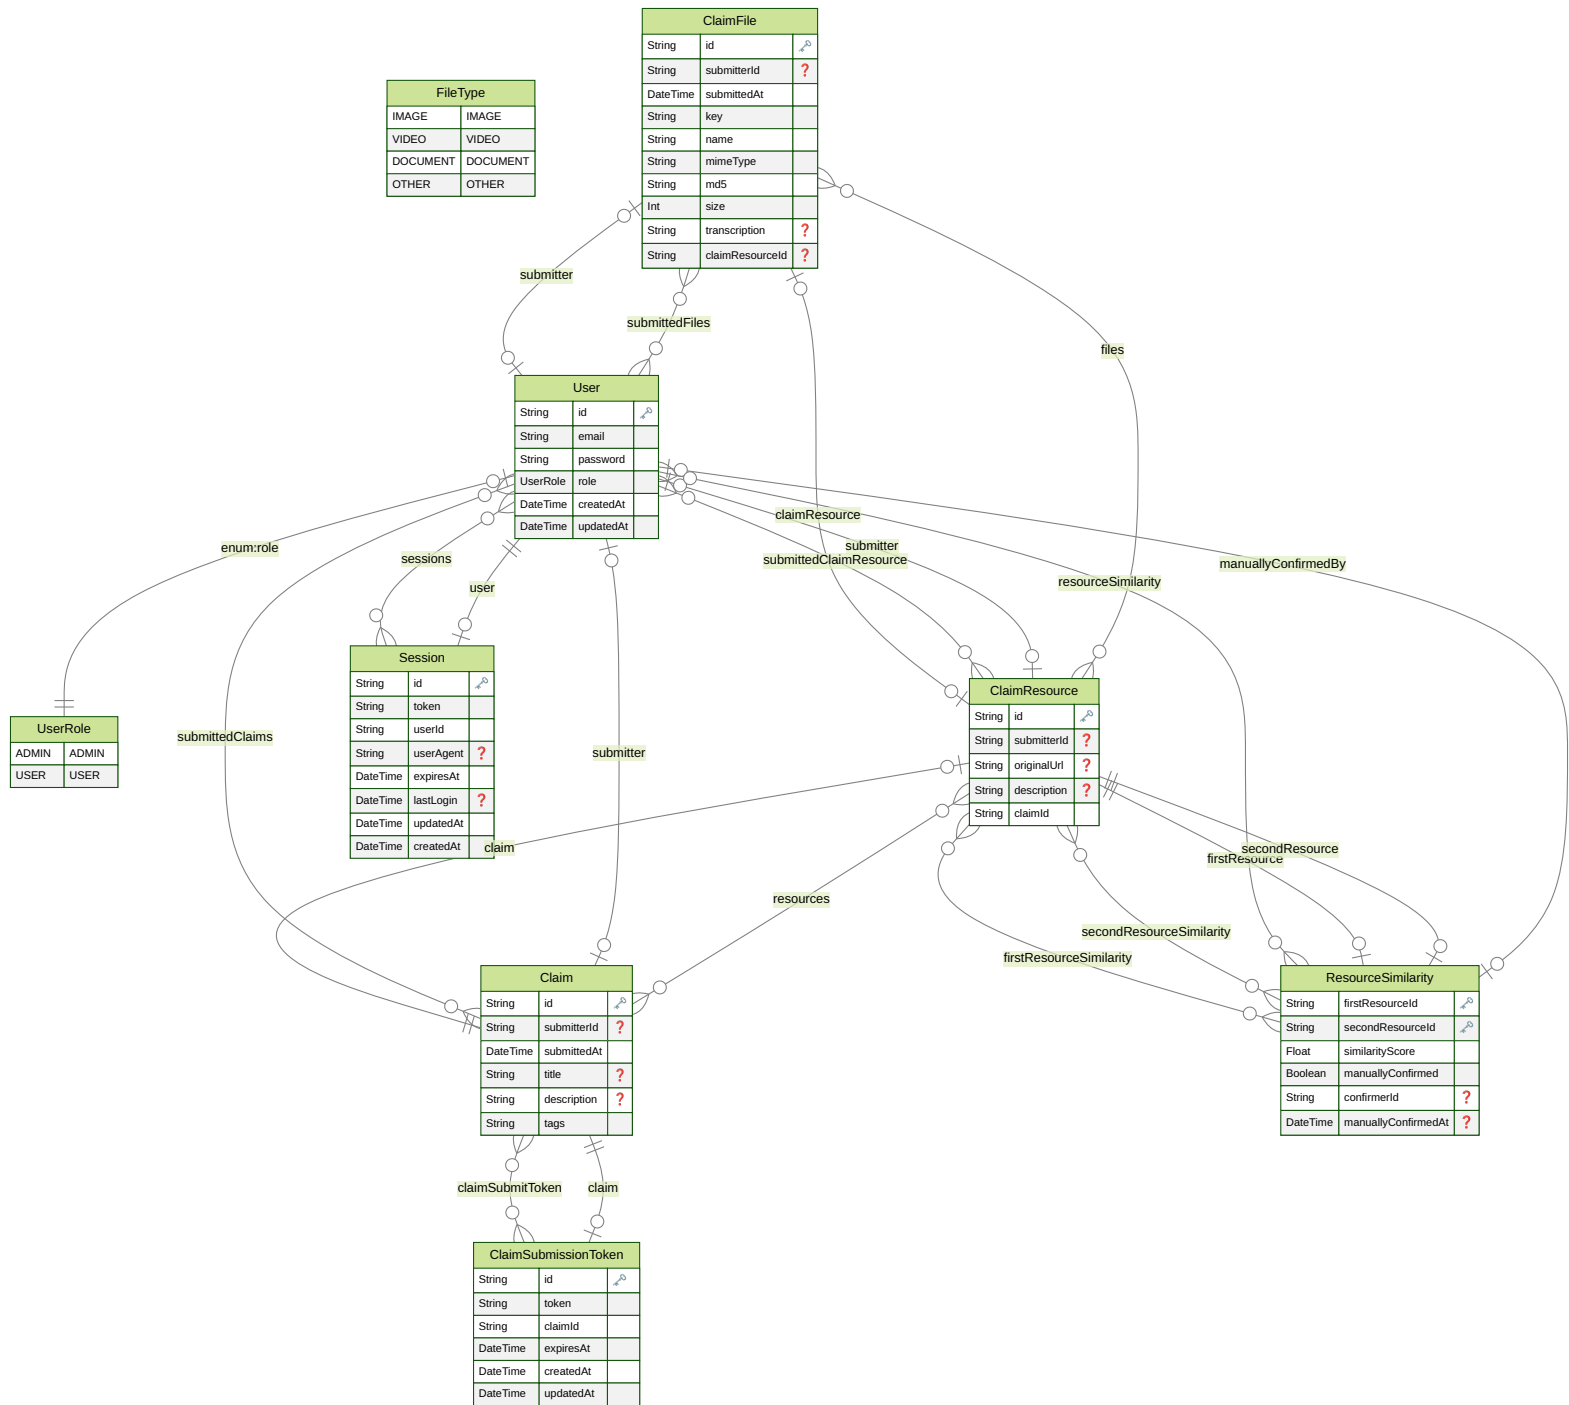 ClaimFile
String id 🗝️
String submitterId ❓
DateTime submittedAt
String key
String name
String mimeType
String md5
Int size
String transcription ❓
String claimResourceId ❓
FileType
IMAGE IMAGE
VIDEO VIDEO
DOCUMENT DOCUMENT
OTHER OTHER
submitter
submittedFiles
files
User
String id 🗝️
String email
String password
UserRole role
DateTime createdAt
DateTime updatedAt
enum:role
sessions
user
claimResource
submitter
submittedClaimResource
resourceSimilarity
manuallyConfirmedBy
Session
String id 🗝️
String token
String userId
String userAgent ❓
DateTime expiresAt
DateTime lastLogin ❓
DateTime updatedAt
DateTime createdAt
UserRole
ADMIN ADMIN
USER USER
submittedClaims
submitter
ClaimResource
String id 🗝️
String submitterId ❓
String originalUrl ❓
String description ❓
String claimId
claim
resources
secondResource
firstResource
secondResourceSimilarity
firstResourceSimilarity
Claim
String id 🗝️
String submitterId ❓
DateTime submittedAt
String title ❓
String description ❓
String tags
ResourceSimilarity
String firstResourceId 🗝️
String secondResourceId 🗝️
Float similarityScore
Boolean manuallyConfirmed
String confirmerId ❓
DateTime manuallyConfirmedAt ❓
claimSubmitToken
claim
ClaimSubmissionToken
String id 🗝️
String token
String claimId
DateTime expiresAt
DateTime createdAt
DateTime updatedAt